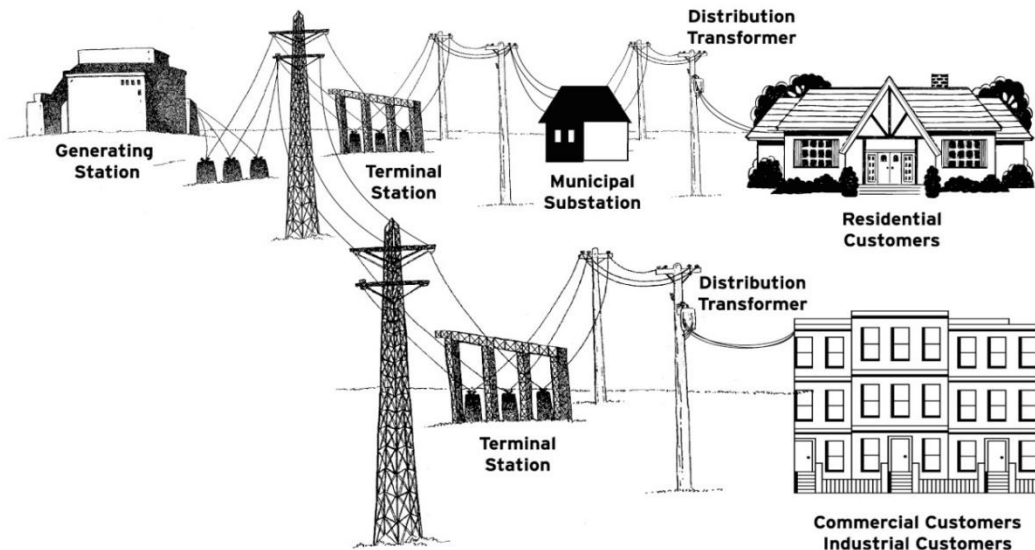 Distribution
Transformer
Generating
Station
Terminal
Station
Municipal
Substation
Residential
Customers
Distribution
Transformer
Terminal
Station
Commercial Customers
Industrial Customers